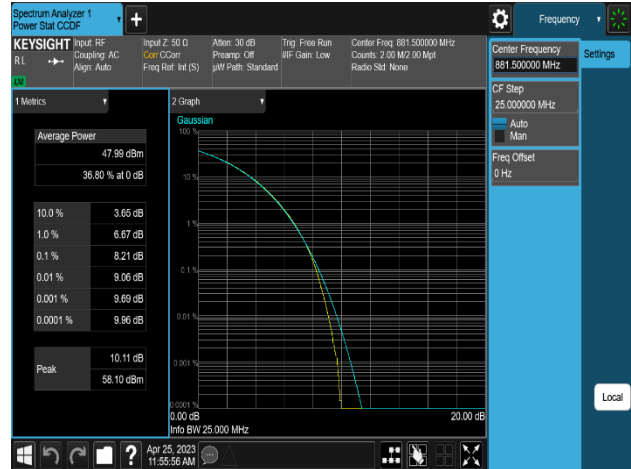 Spectrum Analyzer 1
Power Stat CCDF
+
Frequency
KEYSIGHT
RL
LXI
Input: RF
Coupling: AC
Align: Auto
Input Z: 50 Ω
Corr CCorr
Freq Ref: Int (S)
Atten: 30 dB
Preamp: Off
µW Path: Standard
Trig: Free Run
#IF Gain: Low
Center Freq: 881.500000 MHz
Counts: 2.00 M/2.00 Mpt
Radio Std: None
Center Frequency
881.500000 MHz
Settings
CF Step
25.000000 MHz
Auto
Man
Freq Offset
0 Hz
Local
1 Metrics
Average Power
47.99 dBm
36.80 % at 0 dB
10.0 % 3.65 dB
1.0 % 6.67 dB
0.1 % 8.21 dB
0.01 % 9.06 dB
0.001 % 9.69 dB
0.0001 % 9.96 dB
Peak
10.11 dB
58.10 dBm
2 Graph
Gaussian
100 %
10 %
1 %
0.1 %
0.01 %
0.001 %
0.0001 %
0.00 dB 20.00 dB
Info BW 25.000 MHz
?
Apr 25, 2023
11:55:56 AM